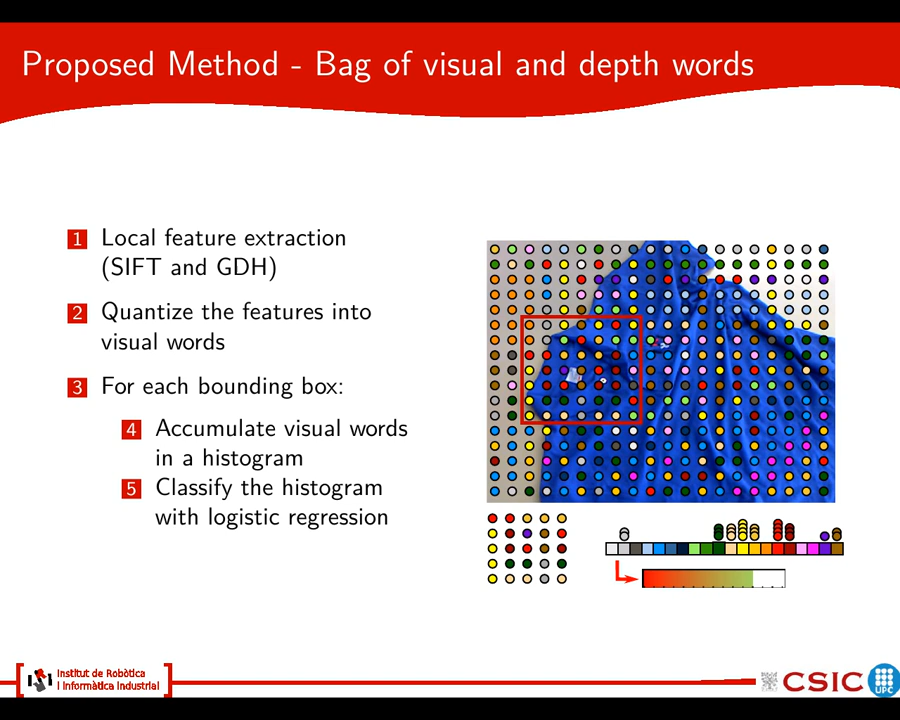 Proposed Method - Bag of visual and depth words
1 Local feature extraction
(SIFT and GDH)
2 Quantize the features into
visual words
3 For each bounding box:
4 Accumulate visual words
in a histogram
5 Classify the histogram
with logistic regression
Institut de Robòtica
i Informàtica Industrial
CSIC
UPC